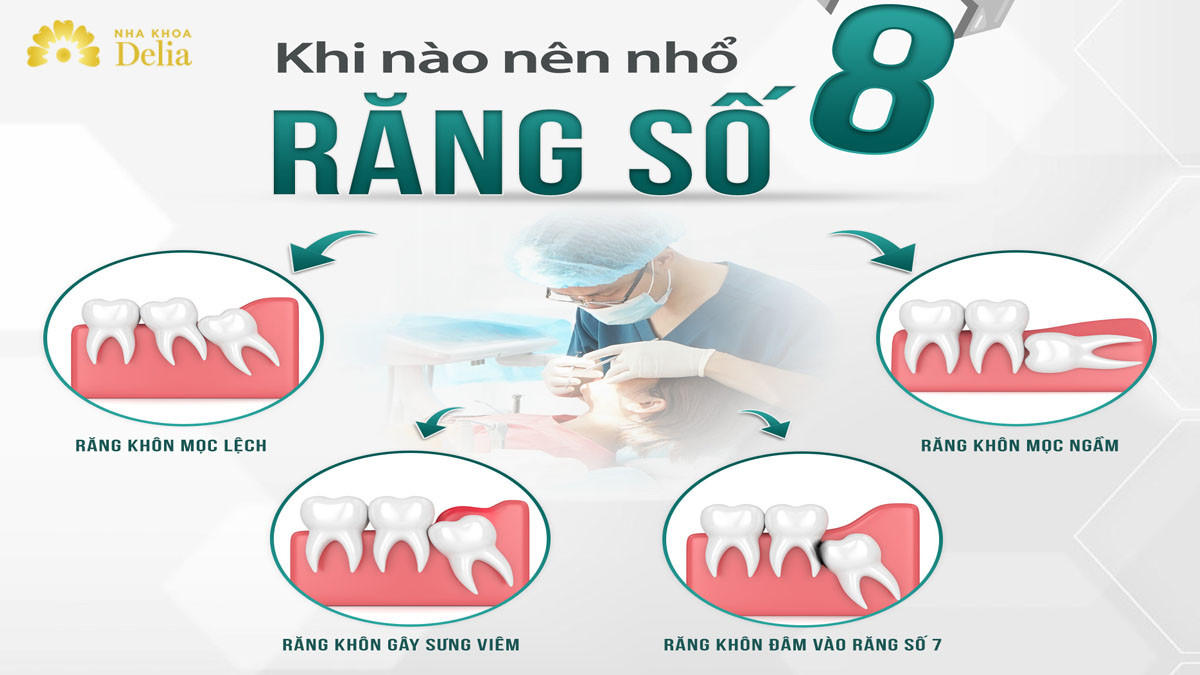 NHA KHOA
Delia
Khi nào nên nhổ
RĂNG SỐ 8
RĂNG KHÔN MỌC LỆCH
RĂNG KHÔN MỌC NGẦM
RĂNG KHÔN GÂY SƯNG VIÊM
RĂNG KHÔN ĐÂM VÀO RĂNG SỐ 7